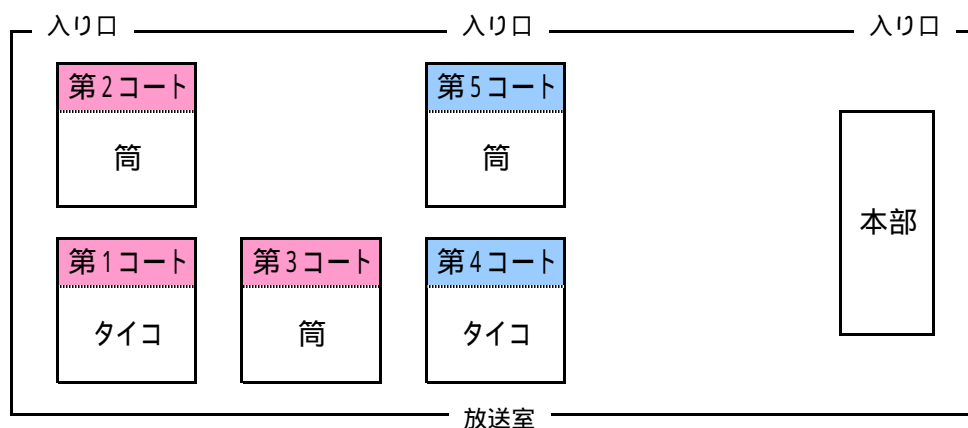 入り口 入り口 入り口
第2コート 第5コート
筒 筒
本部
第1コート 第3コート 第4コート
タイコ 筒 タイコ
放送室